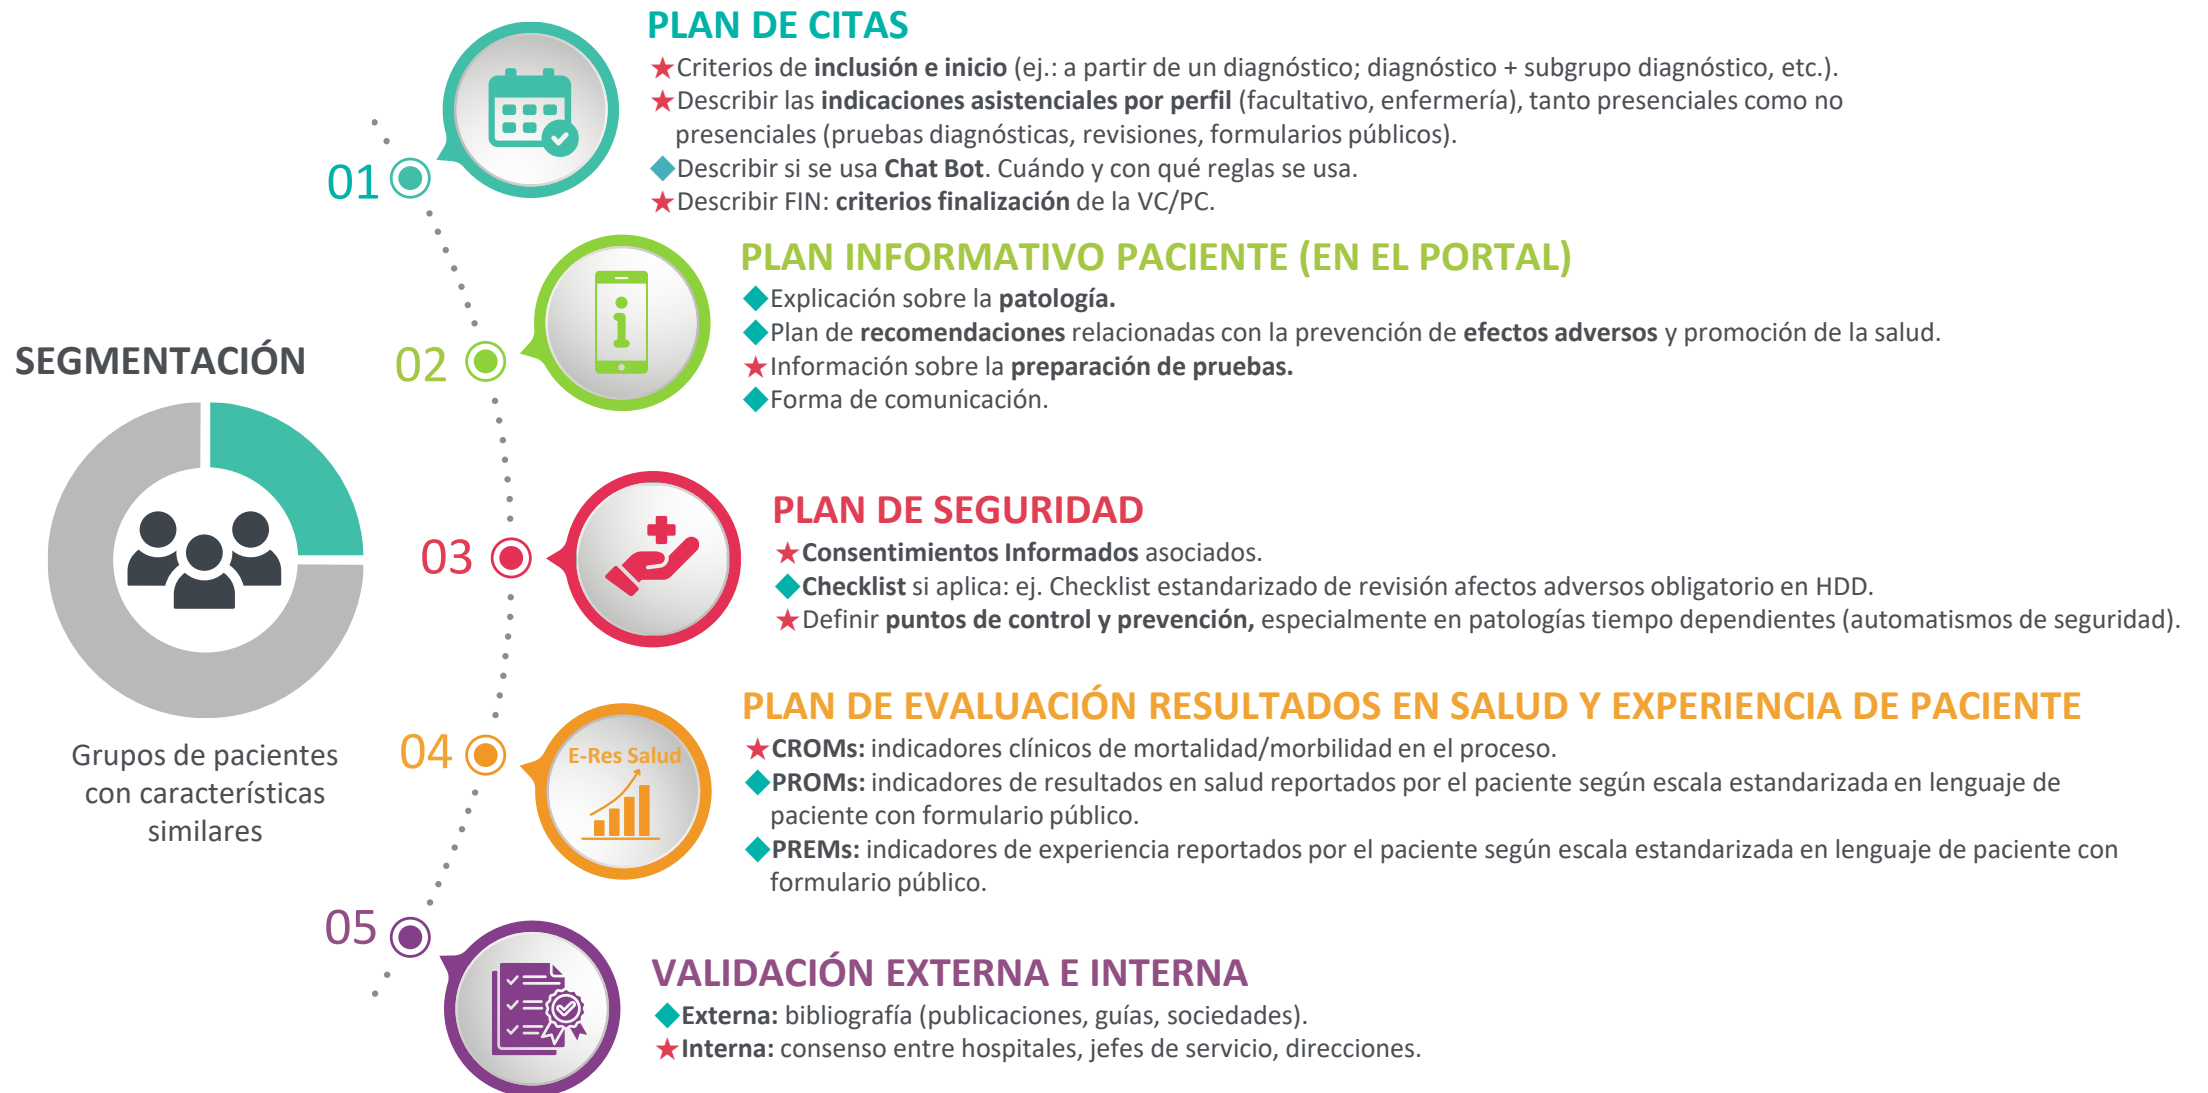 PLAN DE CITAS
Criterios de inclusión e inicio (ej.: a partir de un diagnóstico; diagnóstico + subgrupo diagnóstico, etc.).
Describir las indicaciones asistenciales por perfil (facultativo, enfermería), tanto presenciales como no
presenciales (pruebas diagnósticas, revisiones, formularios públicos).
Describir si se usa Chat Bot. Cuándo y con qué reglas se usa.
Describir FIN: criterios finalización de la VC/PC.
01
PLAN INFORMATIVO PACIENTE (EN EL PORTAL)
Explicación sobre la patología.
Plan de recomendaciones relacionadas con la prevención de efectos adversos y promoción de la salud.
Información sobre la preparación de pruebas.
Forma de comunicación.
02
SEGMENTACIÓN
Grupos de pacientes
con características
similares
03
PLAN DE SEGURIDAD
Consentimientos Informados asociados.
Checklist si aplica: ej. Checklist estandarizado de revisión afectos adversos obligatorio en HDD.
Definir puntos de control y prevención, especialmente en patologías tiempo dependientes (automatismos de seguridad).
04
E-Res Salud
PLAN DE EVALUACIÓN RESULTADOS EN SALUD Y EXPERIENCIA DE PACIENTE
CROMs: indicadores clínicos de mortalidad/morbilidad en el proceso.
PROMs: indicadores de resultados en salud reportados por el paciente según escala estandarizada en lenguaje de
paciente con formulario público.
PREMs: indicadores de experiencia reportados por el paciente según escala estandarizada en lenguaje de paciente con
formulario público.
05
VALIDACIÓN EXTERNA E INTERNA
Externa: bibliografía (publicaciones, guías, sociedades).
Interna: consenso entre hospitales, jefes de servicio, direcciones.